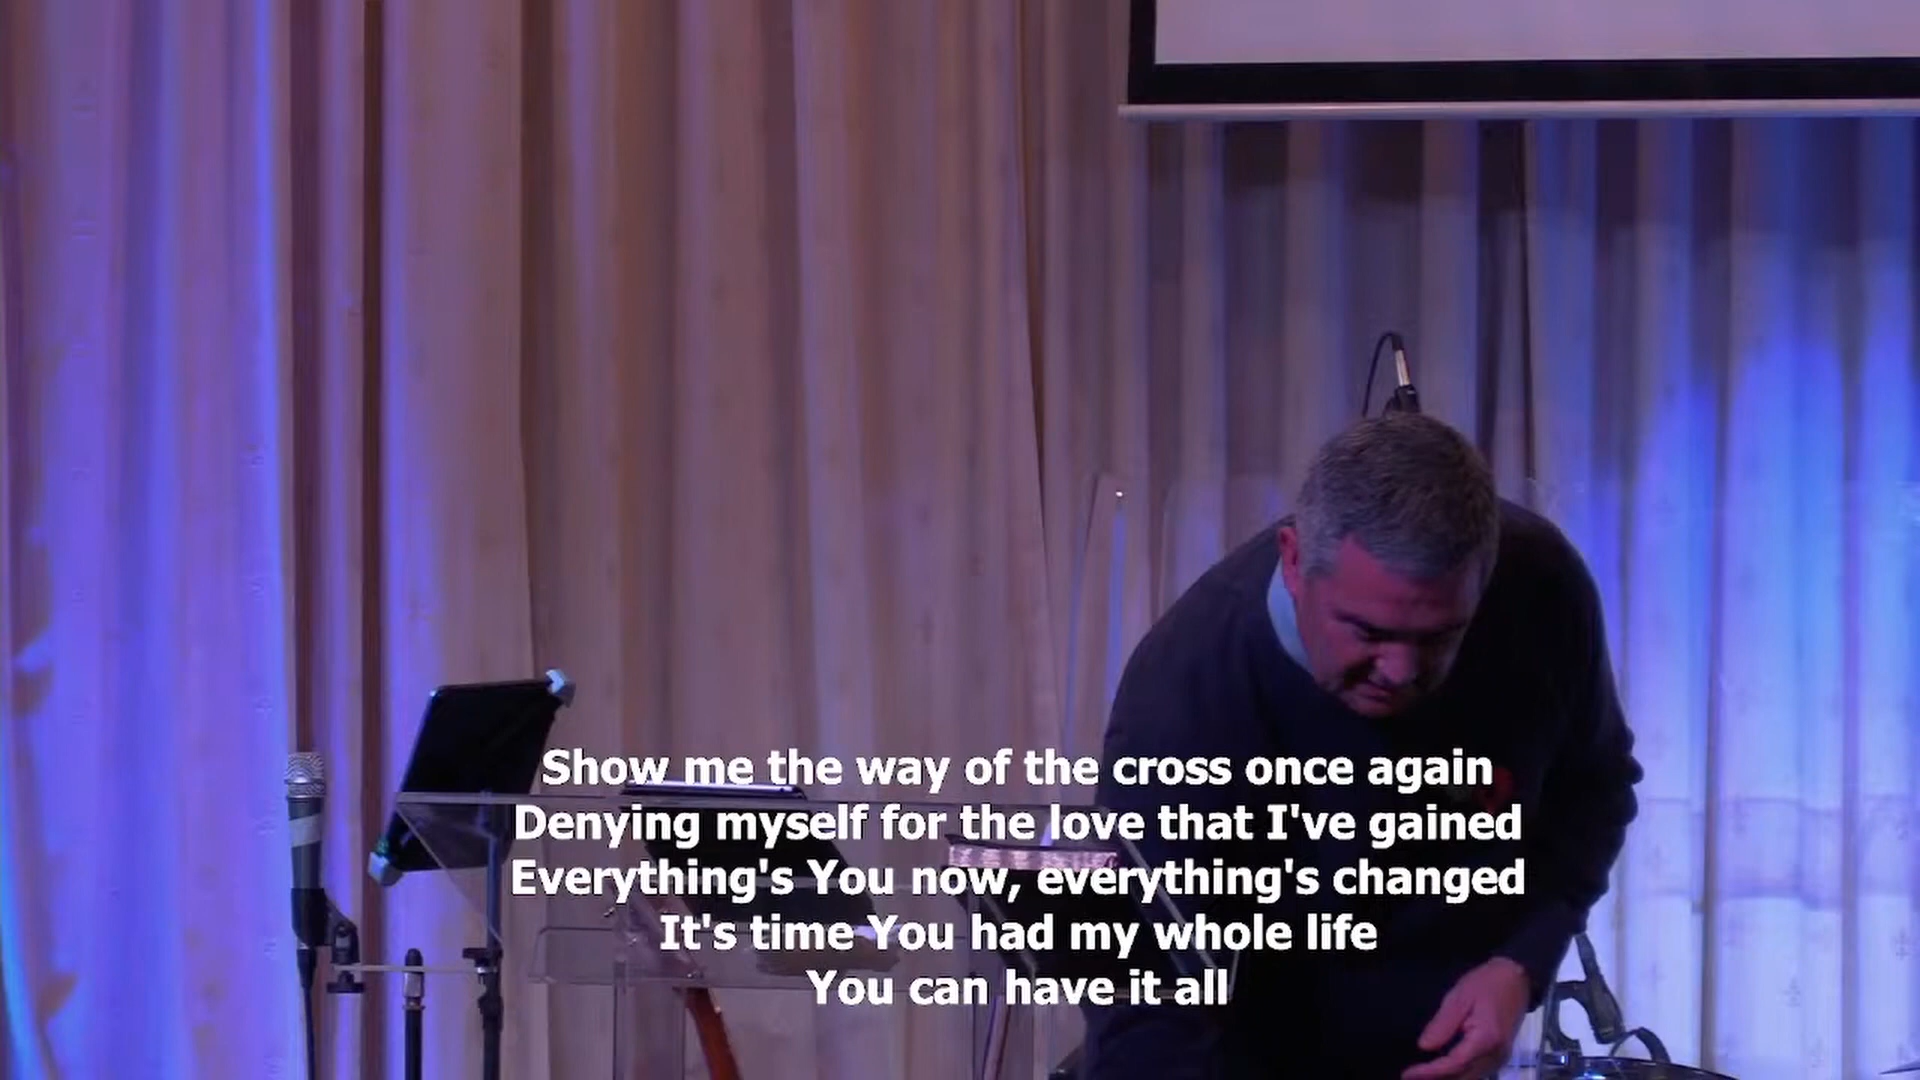 Show me the way of the cross once again
Denying myself for the love that I've gained
Everything's You now, everything's changed
It's time You had my whole life
You can have it all